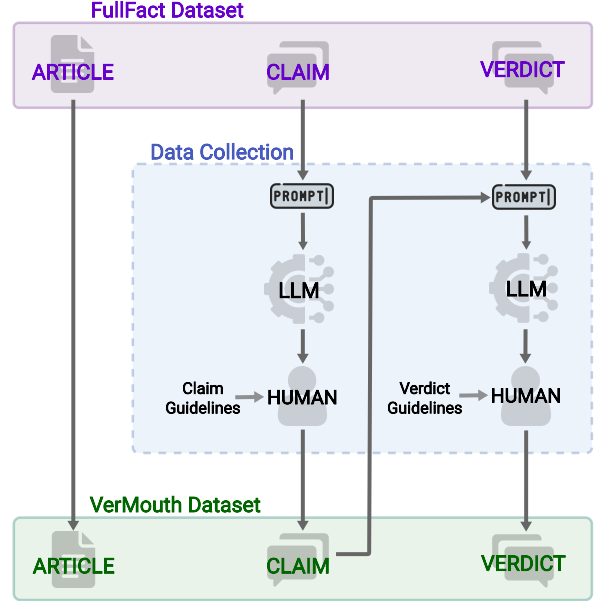 FullFact Dataset
ARTICLE
CLAIM
VERDICT
Data Collection
PROMPT
PROMPT
LLM
LLM
Claim
Guidelines
HUMAN
Verdict
Guidelines
HUMAN
VerMouth Dataset
ARTICLE
CLAIM
VERDICT